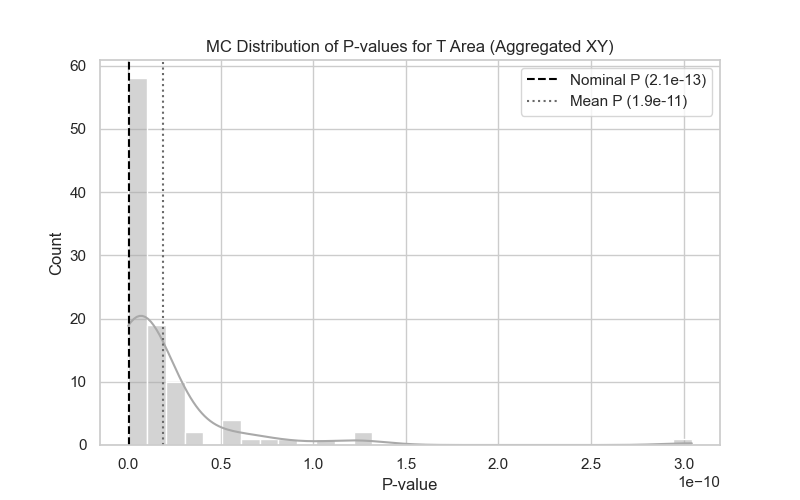 MC Distribution of P-values for T Area (Aggregated XY)
Nominal P (2.1e-13)
Mean P (1.9e-11)
60
50
40
30
20
10
0
Count
0.0 0.5 1.0 1.5 2.0 2.5 3.0
1e−10
P-value